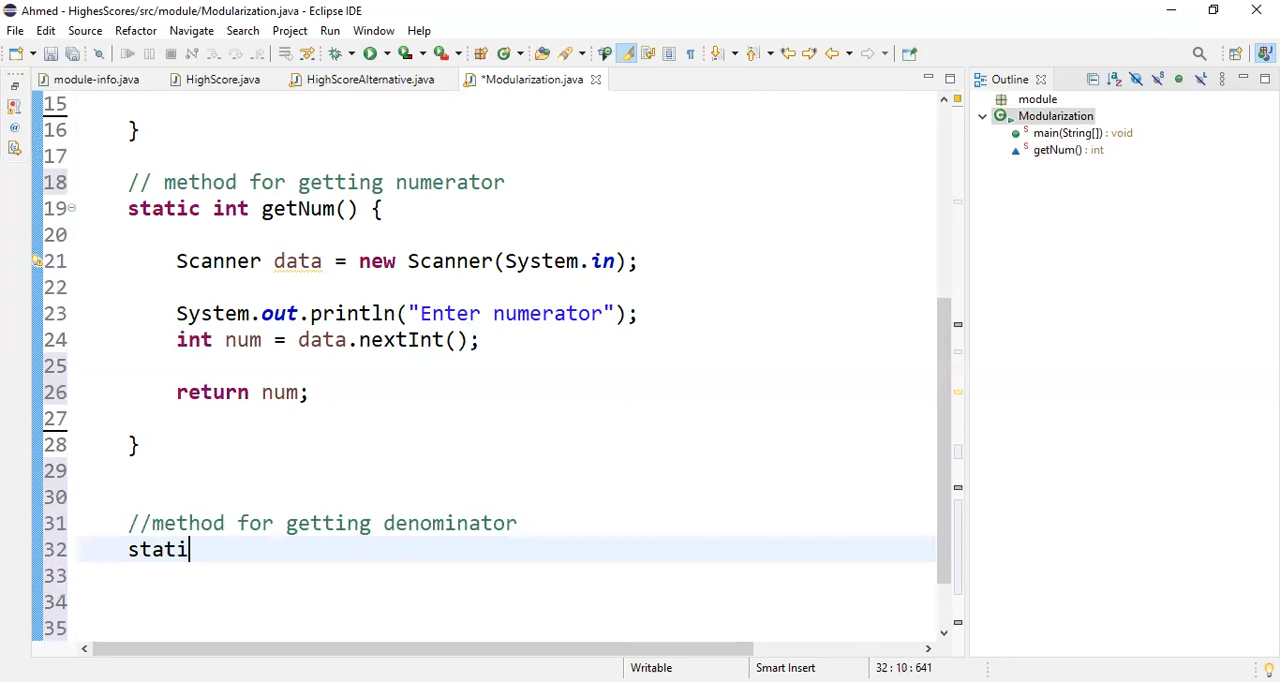 Ahmed - HighesScores/src/module/Modularization.java - Eclipse IDE
File Edit Source Refactor Navigate Search Project Run Window Help
module-info.java HighScore.java HighScoreAlternative.java *Modularization.java Outline
15
16 }
17
18 // method for getting numerator
19 static int getNum() {
20
21 Scanner data = new Scanner(System.in);
22
23 System.out.println("Enter numerator");
24 int num = data.nextInt();
25
26 return num;
27
28 }
29
30
31 //method for getting denominator
32 stati
33
34
35
module
Modularization
main(String[]) : void
getNum() : int
Writable Smart Insert 32 : 10 : 641